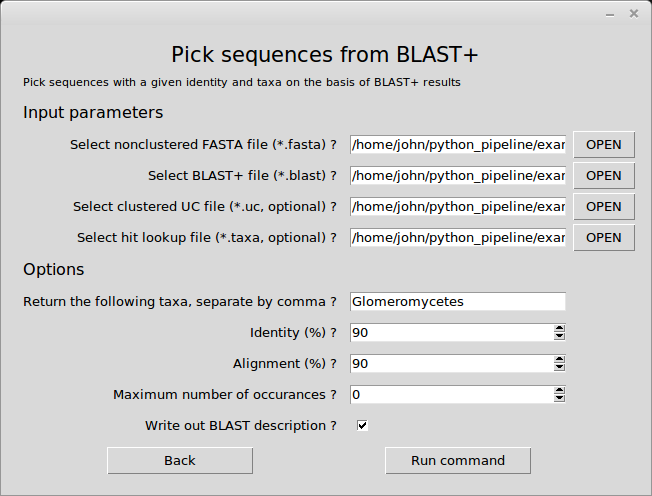 Pick sequences from BLAST+
Pick sequences with a given identity and taxa on the basis of BLAST+ results
Input parameters
Select nonclustered FASTA file (*.fasta) ? /home/john/python_pipeline/exar OPEN
Select BLAST+ file (*.blast) ? /home/john/python_pipeline/exar OPEN
Select clustered UC file (*.uc, optional) ? /home/john/python_pipeline/exar OPEN
Select hit lookup file (*.taxa, optional) ? /home/john/python_pipeline/exar OPEN
Options
Return the following taxa, separate by comma ? Glomeromycetes
Identity (%) ? 90
Alignment (%) ? 90
Maximum number of occurances ? 0
Write out BLAST description ?
Back Run command